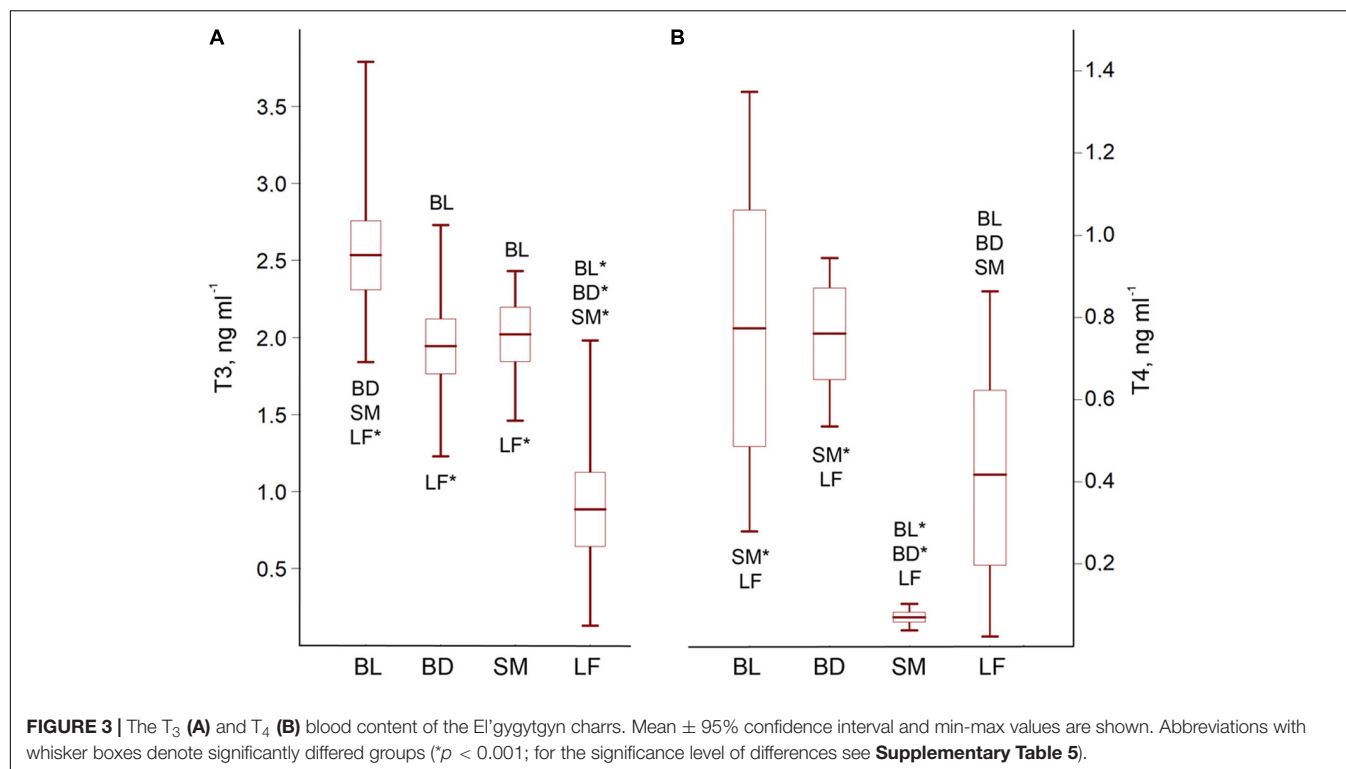 A
B
3.5
3.0
2.5
2.0
1.5
1.0
0.5
T3, ng ml-1
BL
BL
BL*
BD*
SM*
BD
SM
LF*
LF*
LF*
BL
BD
SM
LF
BL
BD
SM
SM*
LF
SM*
LF
BL*
BD*
LF
1.4
1.2
1.0
0.8
0.6
0.4
0.2
T4, ng ml-1
BL
BD
SM
LF
FIGURE 3 | The T3 (A) and T4 (B) blood content of the El'gygytgyn charrs. Mean ± 95% confidence interval and min-max values are shown. Abbreviations with
whisker boxes denote significantly differed groups (*p < 0.001; for the significance level of differences see Supplementary Table 5).